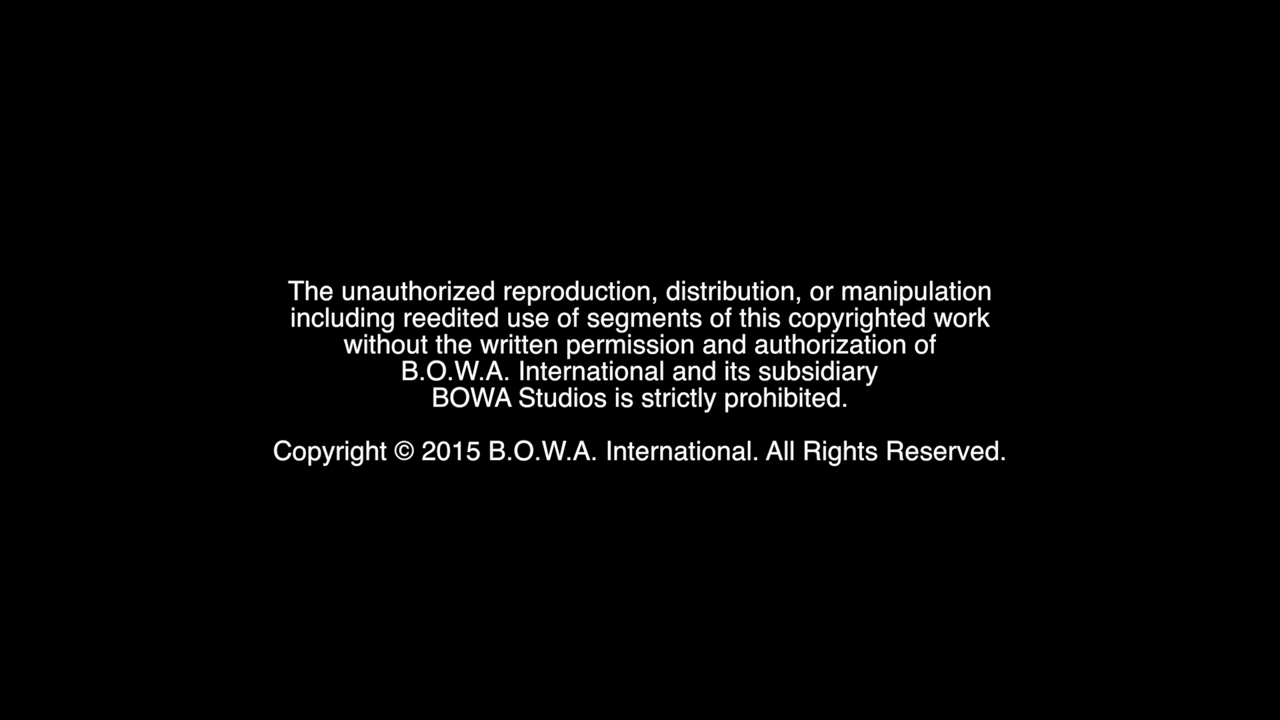 The unauthorized reproduction, distribution, or manipulation
including reedited use of segments of this copyrighted work
without the written permission and authorization of
B.O.W.A. International and its subsidiary
BOWA Studios is strictly prohibited.
Copyright © 2015 B.O.W.A. International. All Rights Reserved.